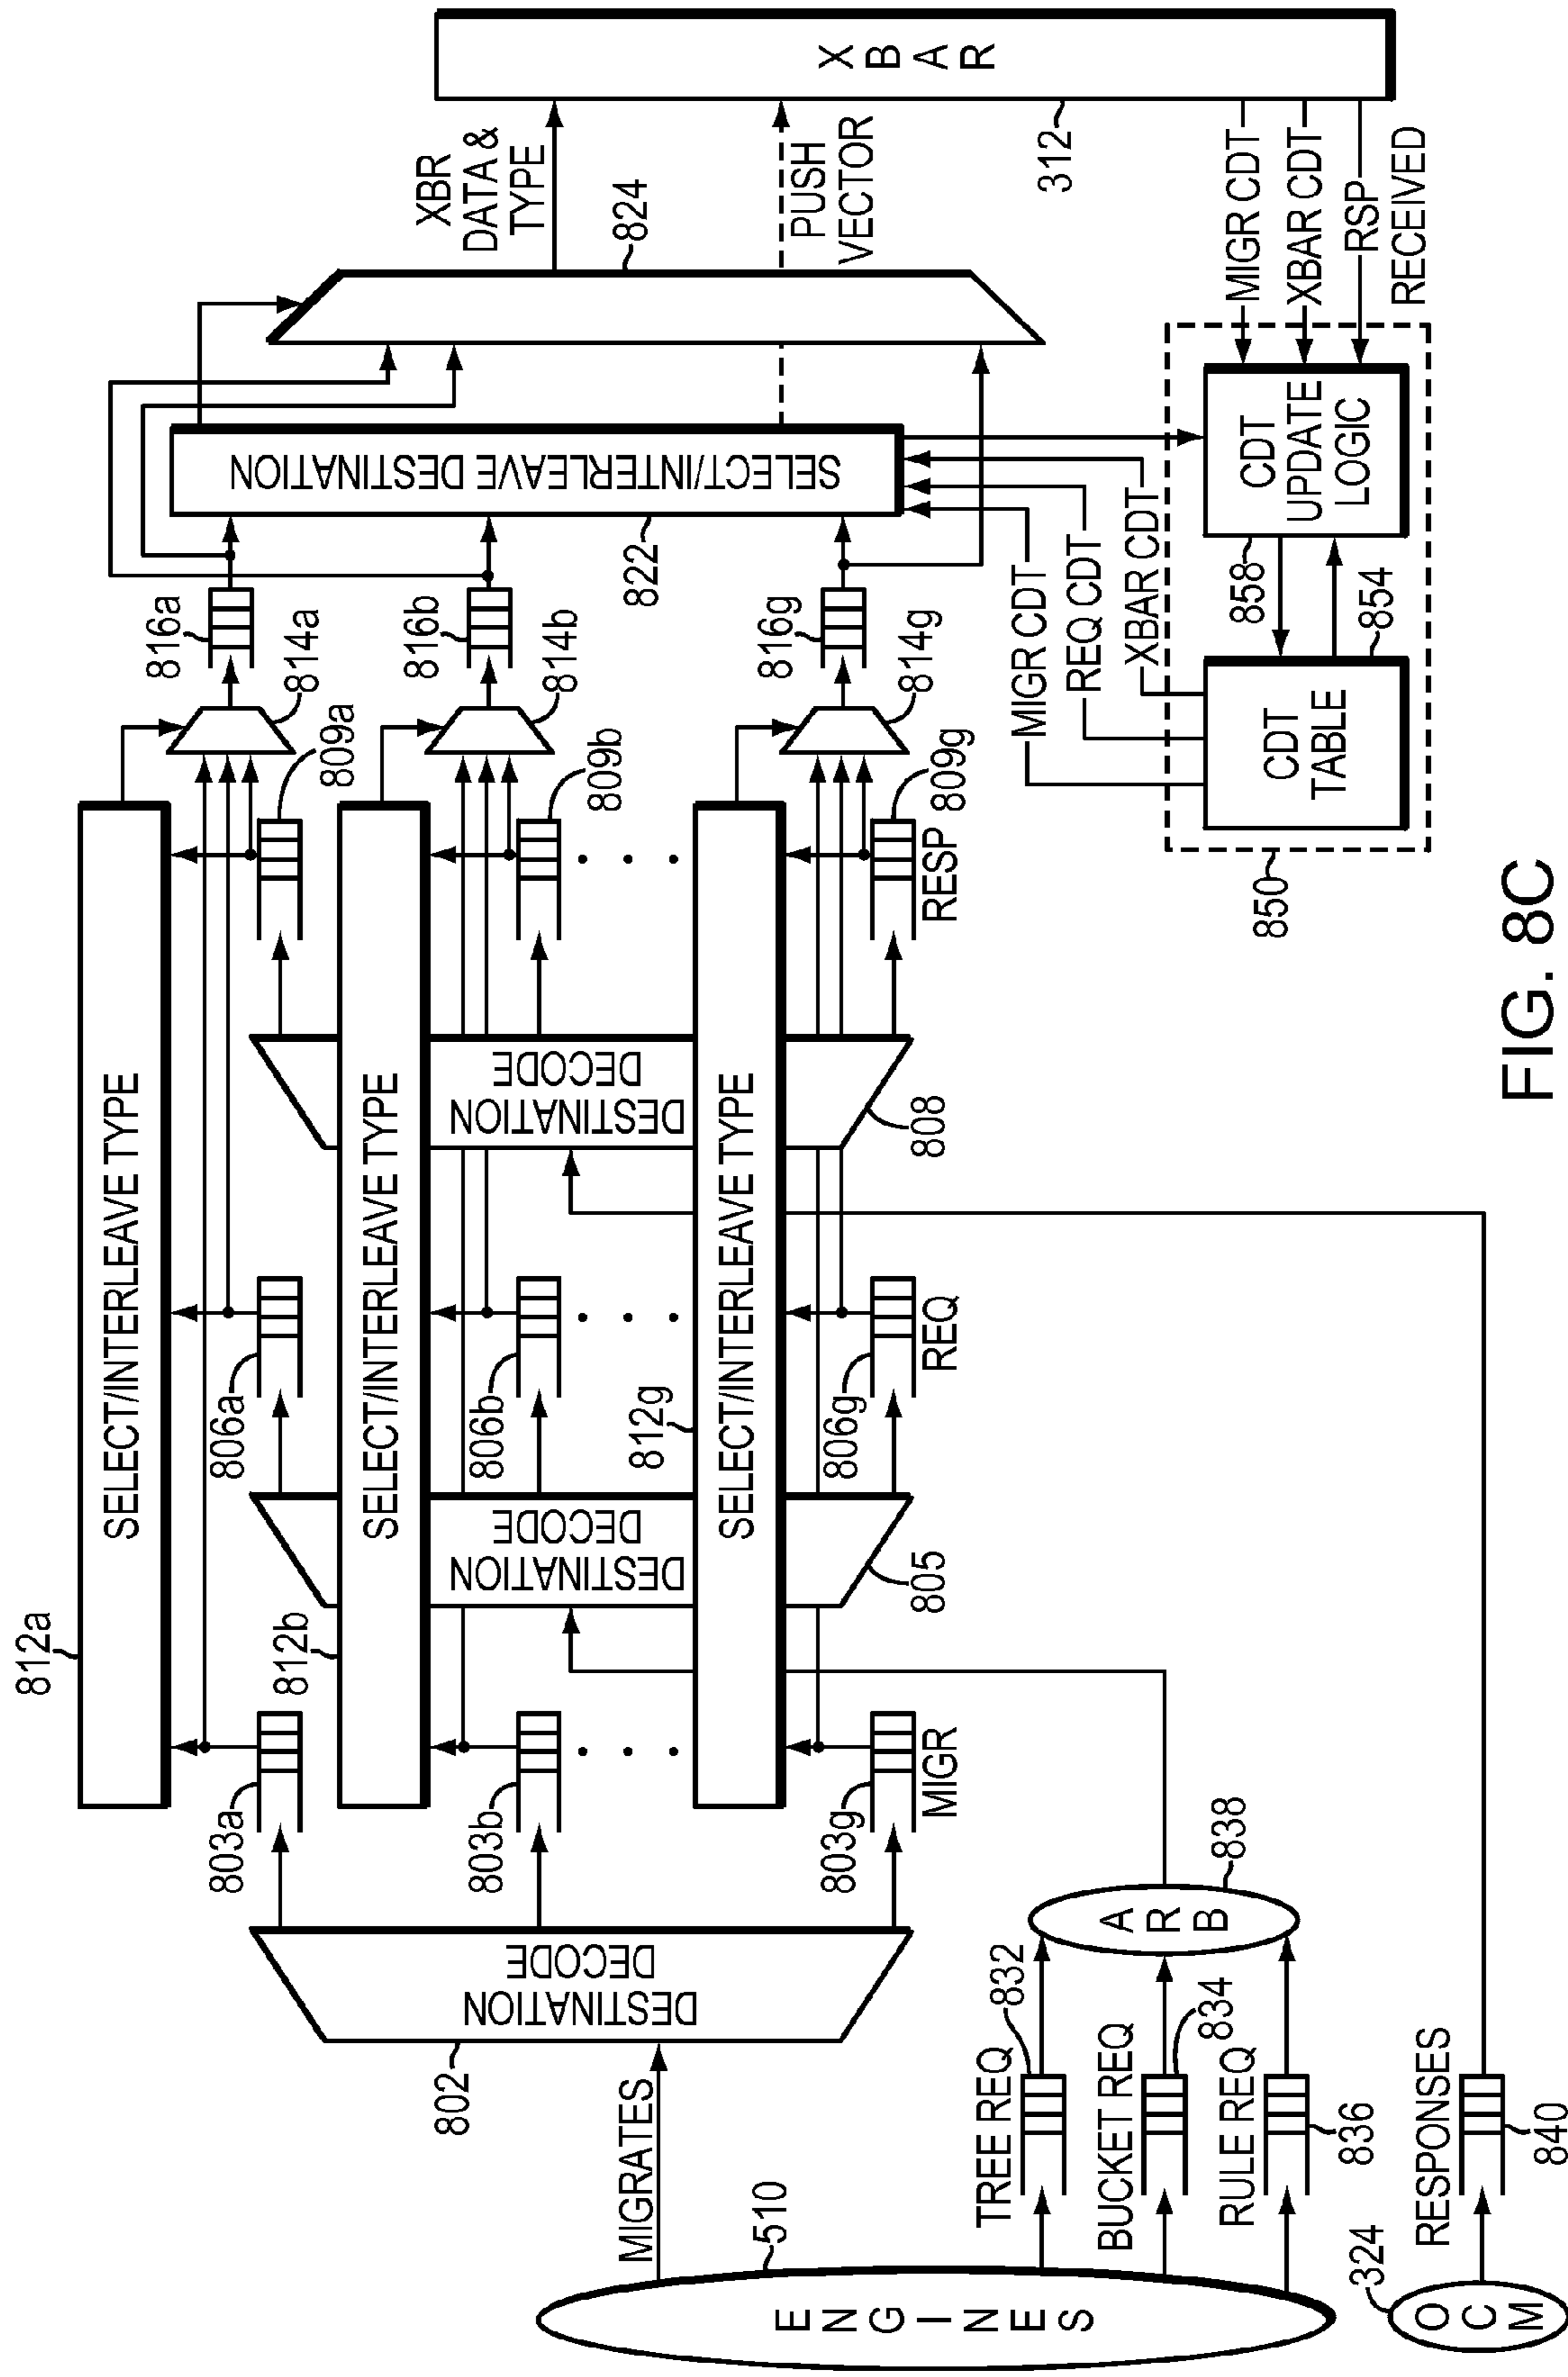 812a
SELECT/INTERLEAVE TYPE
816a
814a
809a
806a
803a
812b
SELECT/INTERLEAVE TYPE
816b
814b
809b
806b
803b
812g
SELECT/INTERLEAVE TYPE
816g
814g
809g
RESP
806g
REQ
803g
MIGR
DESTINATION
DECODE
802
DESTINATION
DECODE
805
DESTINATION
DECODE
808
SELECT/INTERLEAVE DESTINATION
822
XBR
DATA &
TYPE
824
PUSH
VECTOR
XBAR
312
MIGR CDT
XBAR CDT
RSP
RECEIVED
MIGR CDT
REQ CDT
XBAR CDT
CDT
UPDATE
LOGIC
858
CDT
TABLE
854
850
MIGRATES
510
ENGINES
TREE REQ
832
BUCKET REQ
834
RULE REQ
836
ARB
838
324
OCM
RESPONSES
840
FIG. 8C